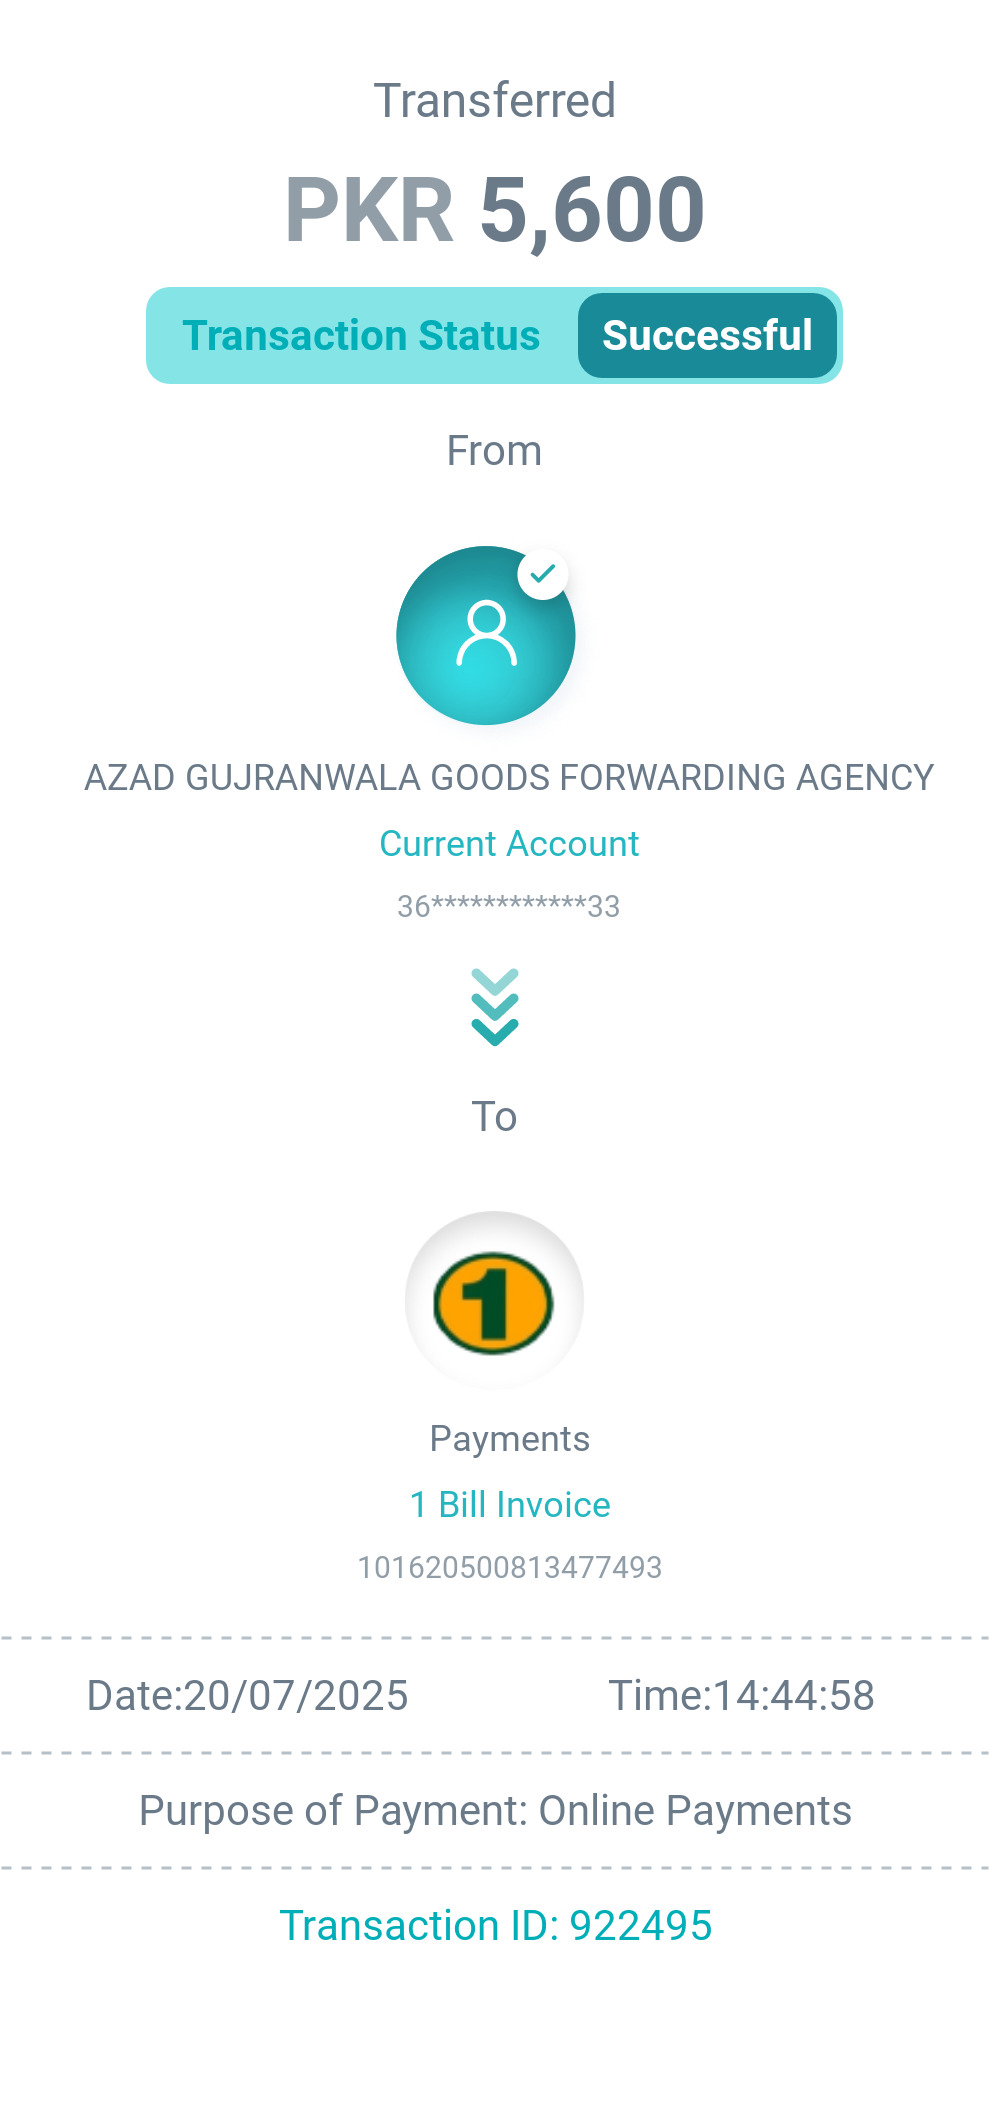 Transferred
PKR 5,600
Transaction Status Successful
From
AZAD GUJRANWALA GOODS FORWARDING AGENCY
Current Account
36************33
To
1
Payments
1 Bill Invoice
101620500813477493
Date:20/07/2025 Time:14:44:58
Purpose of Payment: Online Payments
Transaction ID: 922495